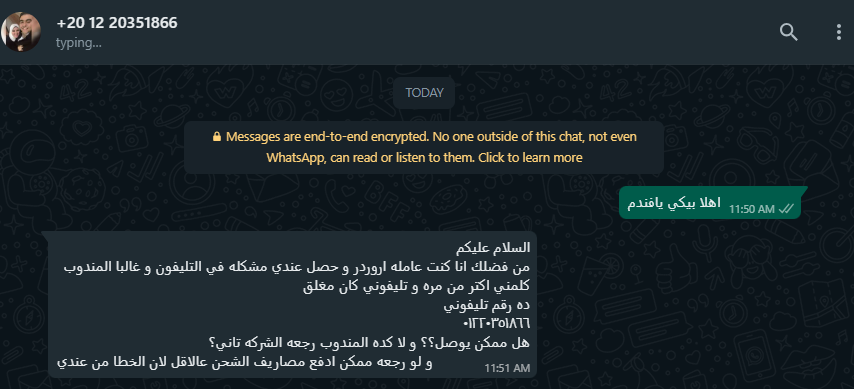 +20 12 20351866
typing...
TODAY
Messages are end-to-end encrypted. No one outside of this chat, not even
WhatsApp, can read or listen to them. Click to learn more
اهلا بيكي يافندم
11:50 AM
السلام عليكم
من فضلك انا كنت عامله اروردر و حصل عندي مشكله في التليفون و غالبا المندوب
كلمني اكتر من مره و تليفوني كان مغلق
ده رقم تليفوني
٠١٢٢٠٣٥١٨٦٦
هل ممكن يوصل؟؟ و لا كده المندوب رجعه الشركه تاني؟
و لو رجعه ممكن ادفع مصاريف الشحن عالاقل لان الخطا من عندي
11:51 AM